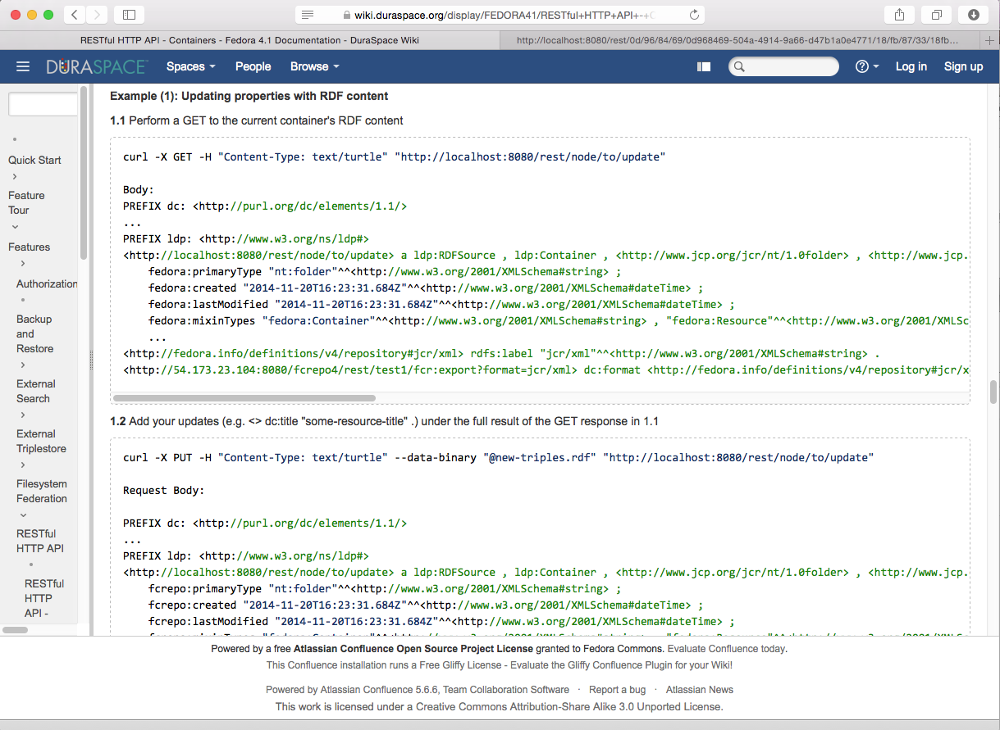 wiki.duraspace.org/display/FEDORA41/RESTful+HTTP+API+-+C
RESTful HTTP API - Containers - Fedora 4.1 Documentation - DuraSpace Wiki
http://localhost:8080/rest/0d/96/84/69/0d968469-504a-4914-9a66-d47b1a0e4771/18/fb/87/33/18fb…
DURASPACE
Spaces
People
Browse
Log in
Sign up
Quick Start
Feature
Tour
Features
Authorization
Backup
and
Restore
External
Search
External
Triplestore
Filesystem
Federation
RESTful
HTTP API
RESTful
HTTP
API -
Example (1): Updating properties with RDF content
1.1 Perform a GET to the current container's RDF content
curl -X GET -H "Content-Type: text/turtle" "http://localhost:8080/rest/node/to/update"
Body:
PREFIX dc: <http://purl.org/dc/elements/1.1/>
...
PREFIX ldp: <http://www.w3.org/ns/ldp#>
<http://localhost:8080/rest/node/to/update> a ldp:RDFSource , ldp:Container , <http://www.jcp.org/jcr/nt/1.0folder> , <http://www.jcp.
fedora:primaryType "nt:folder"^^<http://www.w3.org/2001/XMLSchema#string> ;
fedora:created "2014-11-20T16:23:31.684Z"^^<http://www.w3.org/2001/XMLSchema#dateTime> ;
fedora:lastModified "2014-11-20T16:23:31.684Z"^^<http://www.w3.org/2001/XMLSchema#dateTime> ;
fedora:mixinTypes "fedora:Container"^^<http://www.w3.org/2001/XMLSchema#string> , "fedora:Resource"^^<http://www.w3.org/2001/XMLSc
...
<http://fedora.info/definitions/v4/repository#jcr/xml> rdfs:label "jcr/xml"^^<http://www.w3.org/2001/XMLSchema#string> .
<http://54.173.23.104:8080/fcrepo4/rest/test1/fcr:export?format=jcr/xml> dc:format <http://fedora.info/definitions/v4/repository#jcr/x
1.2 Add your updates (e.g. <> dc:title "some-resource-title" .) under the full result of the GET response in 1.1
curl -X PUT -H "Content-Type: text/turtle" --data-binary "@new-triples.rdf" "http://localhost:8080/rest/node/to/update"
Request Body:
PREFIX dc: <http://purl.org/dc/elements/1.1/>
...
PREFIX ldp: <http://www.w3.org/ns/ldp#>
<http://localhost:8080/rest/node/to/update> a ldp:RDFSource , ldp:Container , <http://www.jcp.org/jcr/nt/1.0folder> , <http://www.jcp.
fcrepo:primaryType "nt:folder"^^<http://www.w3.org/2001/XMLSchema#string> ;
fcrepo:created "2014-11-20T16:23:31.684Z"^^<http://www.w3.org/2001/XMLSchema#dateTime> ;
fcrepo:lastModified "2014-11-20T16:23:31.684Z"^^<http://www.w3.org/2001/XMLSchema#dateTime> ;
Powered by a free Atlassian Confluence Open Source Project License granted to Fedora Commons. Evaluate Confluence today.
This Confluence installation runs a Free Gliffy License - Evaluate the Gliffy Confluence Plugin for your Wiki!
Powered by Atlassian Confluence 5.6.6, Team Collaboration Software · Report a bug · Atlassian News
This work is licensed under a Creative Commons Attribution-Share Alike 3.0 Unported License.